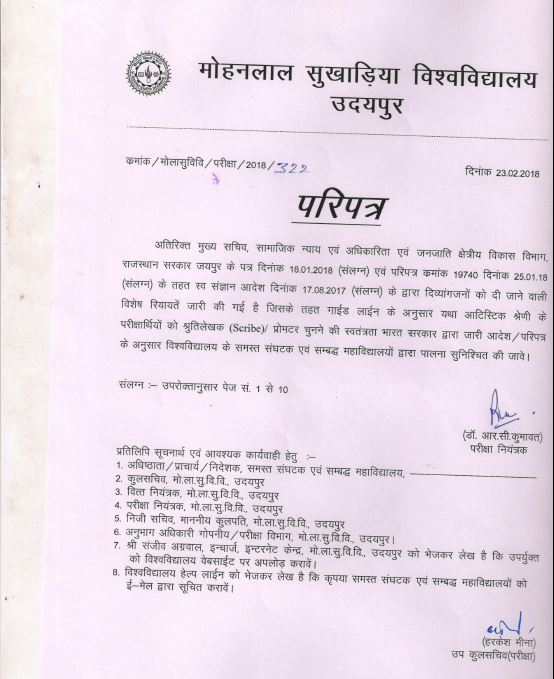 मोहनलाल सुखाड़िया विश्वविद्यालय
उदयपुर
कमांक/मोलासुविवि/परीक्षा/2018/322
दिनांक 23.02.2018
परिपत्र
अतिरिक्त मुख्य सचिव, सामाजिक न्याय एवं अधिकारिता एवं जनजाति क्षेत्रीय विकास विभाग,
राजस्थान सरकार जयपुर के पत्र दिनांक 18.01.2018 (संलग्न) एवं परिपत्र कमांक 19740 दिनांक 25.01.18
(संलग्न) के तहत स्व संज्ञान आदेश दिनांक 17.08.2017 (संलग्न) के द्वारा दिव्यांगजनों को दी जाने वाली
विशेष रियायतें जारी की गई है जिसके तहत गाईड लाईन के अनुसार यथा आटिस्टिक श्रेणी के
परीक्षार्थियों को श्रुतिलेखक (Scribe)/ प्रोमटर चुनने की स्वतंत्रता भारत सरकार द्वारा जारी आदेश/परिपत्र
के अनुसार विश्वविद्यालय के समस्त संघटक एवं सम्बद्ध महाविद्यालयों द्वारा पालना सुनिश्चित की जावे।
संलग्न :– उपरोक्तानुसार पेज सं. 1 से 10
(डॉ. आर.सी.कुमावत)
परीक्षा नियंत्रक
प्रतिलिपि सूचनार्थ एवं आवश्यक कार्यवाही हेतु :–
1. अधिष्ठाता/प्राचार्य/निदेशक, समस्त संघटक एवं सम्बद्ध महाविद्यालय,
2. कुलसचिव, मो.ला.सु.वि.वि., उदयपुर
3. वित्त नियंत्रक, मो.ला.सु.वि.वि., उदयपुर
4. परीक्षा नियंत्रक, मो.ला.सु.वि.वि., उदयपुर
5. निजी सचिव, माननीय कुलपति, मो.ला.सु.वि.वि., उदयपुर
6. अनुभाग अधिकारी गोपनीय/परीक्षा विभाग, मो.ला.सु.वि.वि., उदयपुर।
7. श्री संजीव अग्रवाल, इन्चार्ज, इन्टरनेट केन्द्र, मो.ला.सु.वि.वि., उदयपुर को भेजकर लेख है कि उपर्युक्त
को विश्वविद्यालय वेबसाईट पर अपलोड़ करावें।
8. विश्वविद्यालय हेल्प लाईन को भेजकर लेख है कि कृपया समस्त संघटक एवं सम्बद्ध महाविद्यालयों को
ई–मेल द्वारा सूचित करावें।
(हरकेश मीना)
उप कुलसचिव(परीक्षा)